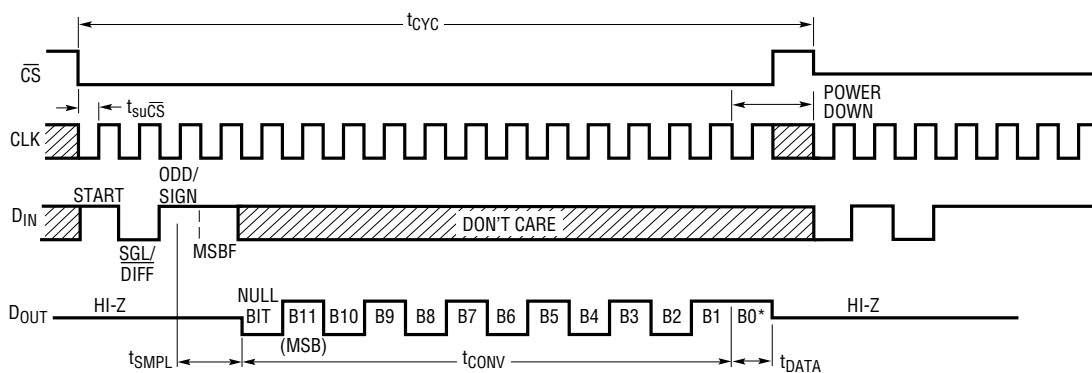 tCYC
CS
tsuCS
POWER
DOWN
CLK
ODD/
SIGN
START
DIN
DON'T CARE
SGL/
DIFF
MSBF
DOUT
HI-Z
NULL
BIT
B11
B10
B9
B8
B7
B6
B5
B4
B3
B2
B1
B0*
HI-Z
(MSB)
tSMPL
tCONV
tDATA